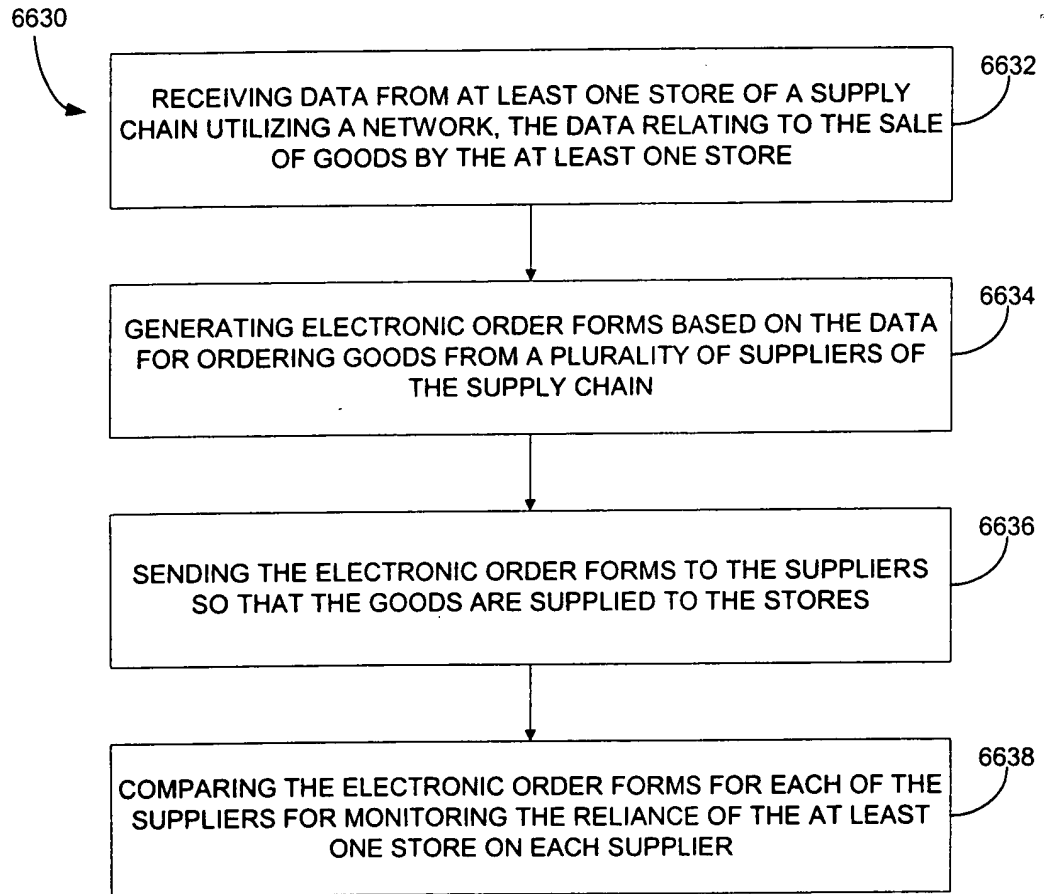 6630
6632
RECEIVING DATA FROM AT LEAST ONE STORE OF A SUPPLY
CHAIN UTILIZING A NETWORK, THE DATA RELATING TO THE SALE
OF GOODS BY THE AT LEAST ONE STORE
6634
GENERATING ELECTRONIC ORDER FORMS BASED ON THE DATA
FOR ORDERING GOODS FROM A PLURALITY OF SUPPLIERS OF
THE SUPPLY CHAIN
6636
SENDING THE ELECTRONIC ORDER FORMS TO THE SUPPLIERS
SO THAT THE GOODS ARE SUPPLIED TO THE STORES
6638
COMPARING THE ELECTRONIC ORDER FORMS FOR EACH OF THE
SUPPLIERS FOR MONITORING THE RELIANCE OF THE AT LEAST
ONE STORE ON EACH SUPPLIER